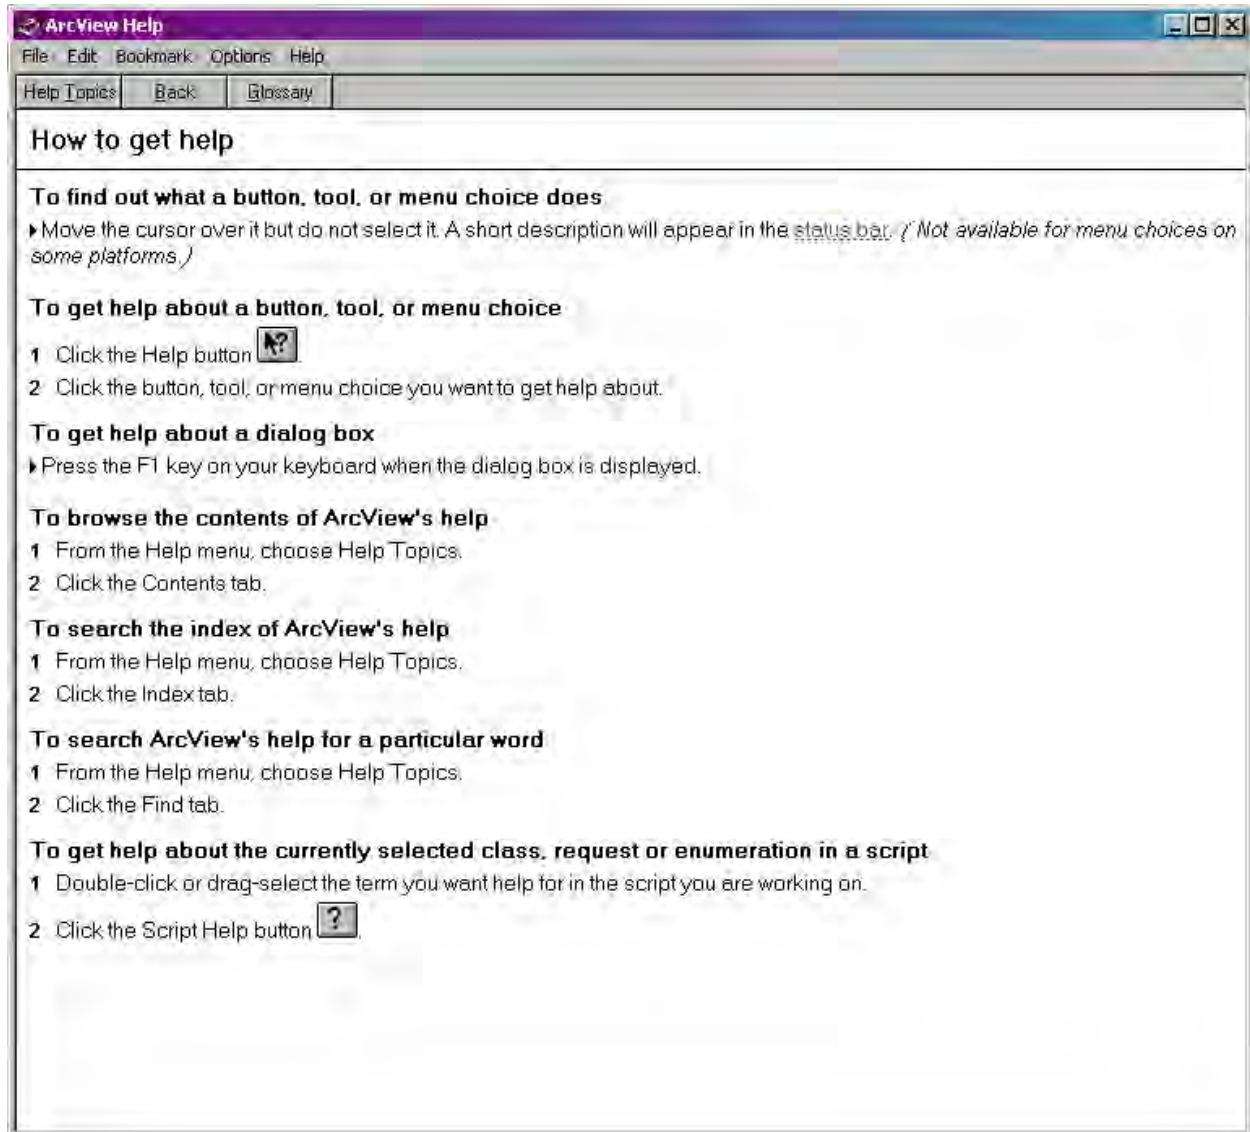 ArcView Help
File Edit Bookmark Options Help
Help Topics Back Glossary
How to get help
To find out what a button, tool, or menu choice does
Move the cursor over it but do not select it. A short description will appear in the status bar. (Not available for menu choices on
some platforms.)
To get help about a button, tool, or menu choice
1 Click the Help button ?.
2 Click the button, tool, or menu choice you want to get help about.
To get help about a dialog box
Press the F1 key on your keyboard when the dialog box is displayed.
To browse the contents of ArcView's help
1 From the Help menu, choose Help Topics.
2 Click the Contents tab.
To search the index of ArcView's help
1 From the Help menu, choose Help Topics.
2 Click the Index tab.
To search ArcView's help for a particular word
1 From the Help menu, choose Help Topics.
2 Click the Find tab.
To get help about the currently selected class, request or enumeration in a script
1 Double-click or drag-select the term you want help for in the script you are working on.
2 Click the Script Help button ?.